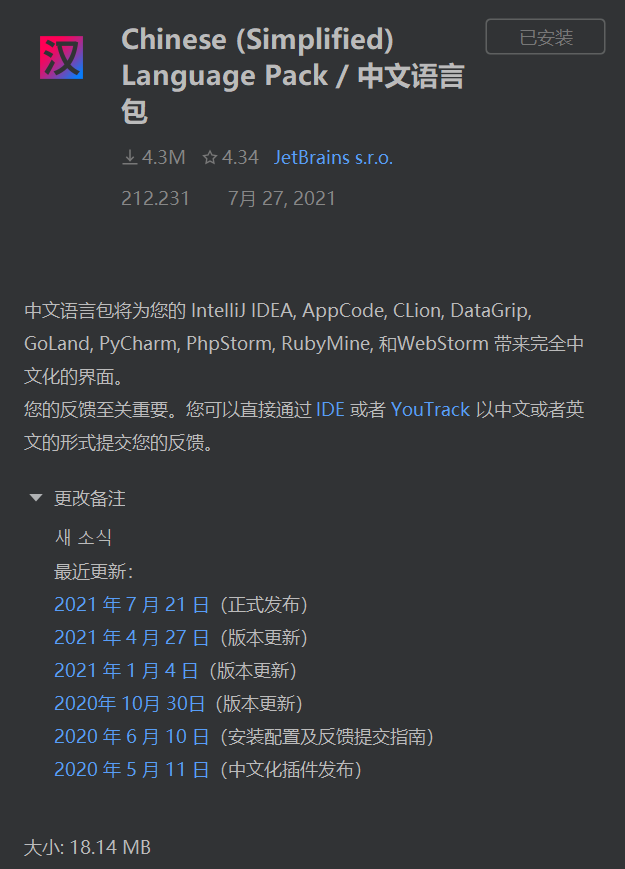 汉
Chinese (Simplified)
已安装
Language Pack / 中文语言
包
4.3M 4.34 JetBrains s.r.o.
212.231 7月 27, 2021
中文语言包将为您的 IntelliJ IDEA, AppCode, CLion, DataGrip,
GoLand, PyCharm, PhpStorm, RubyMine, 和WebStorm 带来完全中
文化的界面。
您的反馈至关重要。您可以直接通过 IDE 或者 YouTrack 以中文或者英
文的形式提交您的反馈。
更改备注
새 소식
最近更新：
2021 年 7 月 21 日（正式发布）
2021 年 4 月 27 日（版本更新）
2021 年 1 月 4 日（版本更新）
2020年 10月 30日（版本更新）
2020 年 6 月 10 日（安装配置及反馈提交指南）
2020 年 5 月 11 日（中文化插件发布）
大小: 18.14 MB